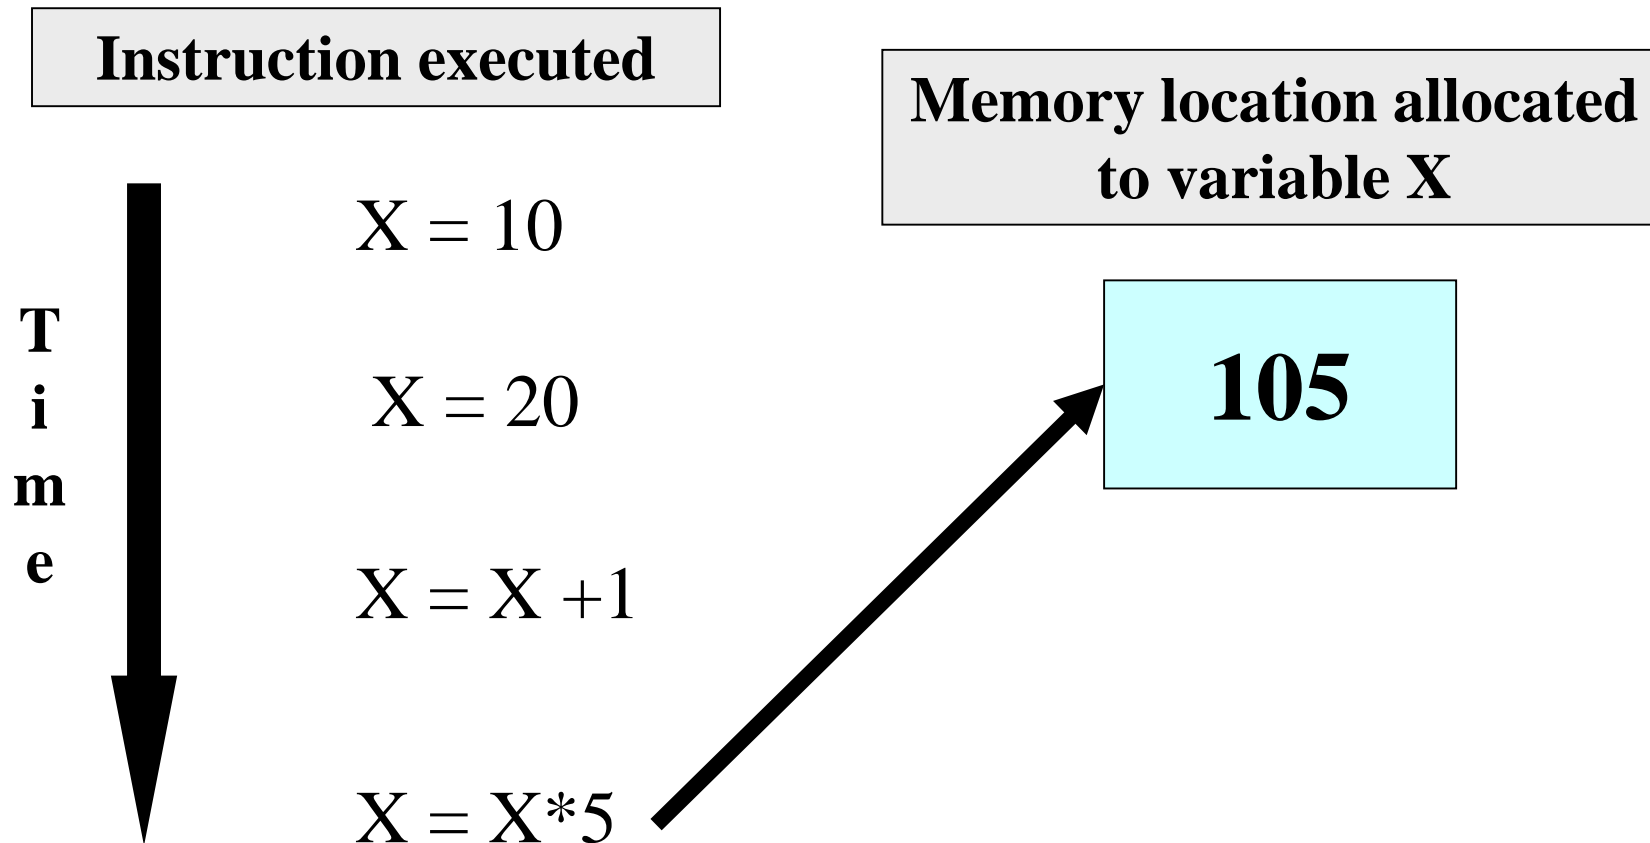 Instruction executed
Memory location allocated
to variable X
T
i
m
e
X = 10
X = 20
X = X +1
X = X*5
105